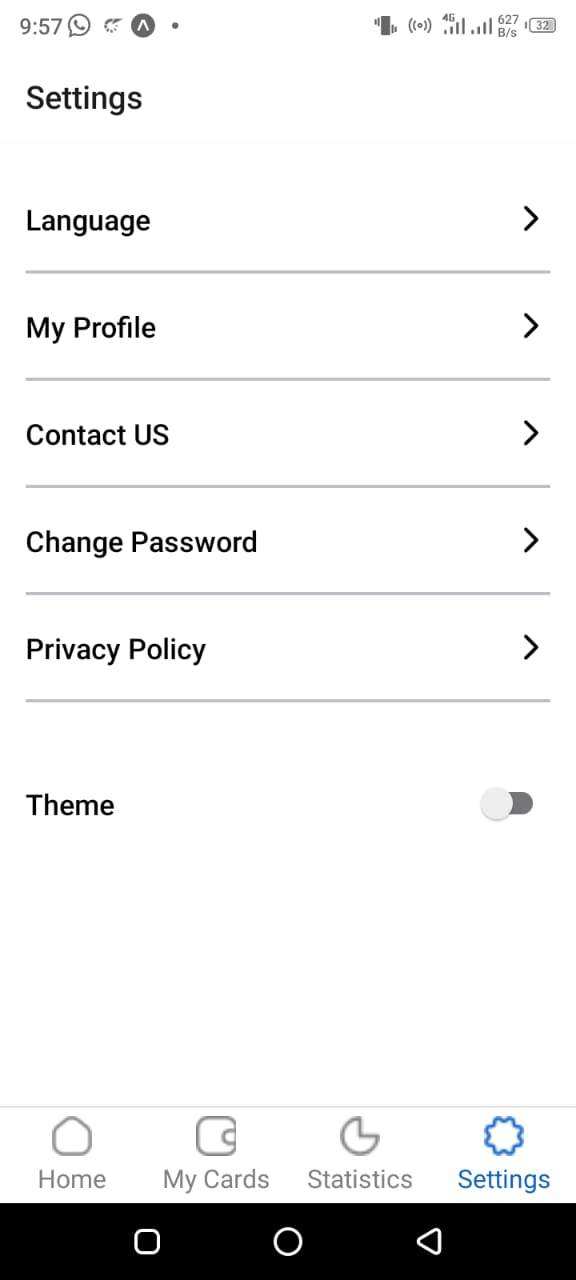 9:57 4G 627 B/s 32
Settings
Language
My Profile
Contact US
Change Password
Privacy Policy
Theme
Home My Cards Statistics Settings